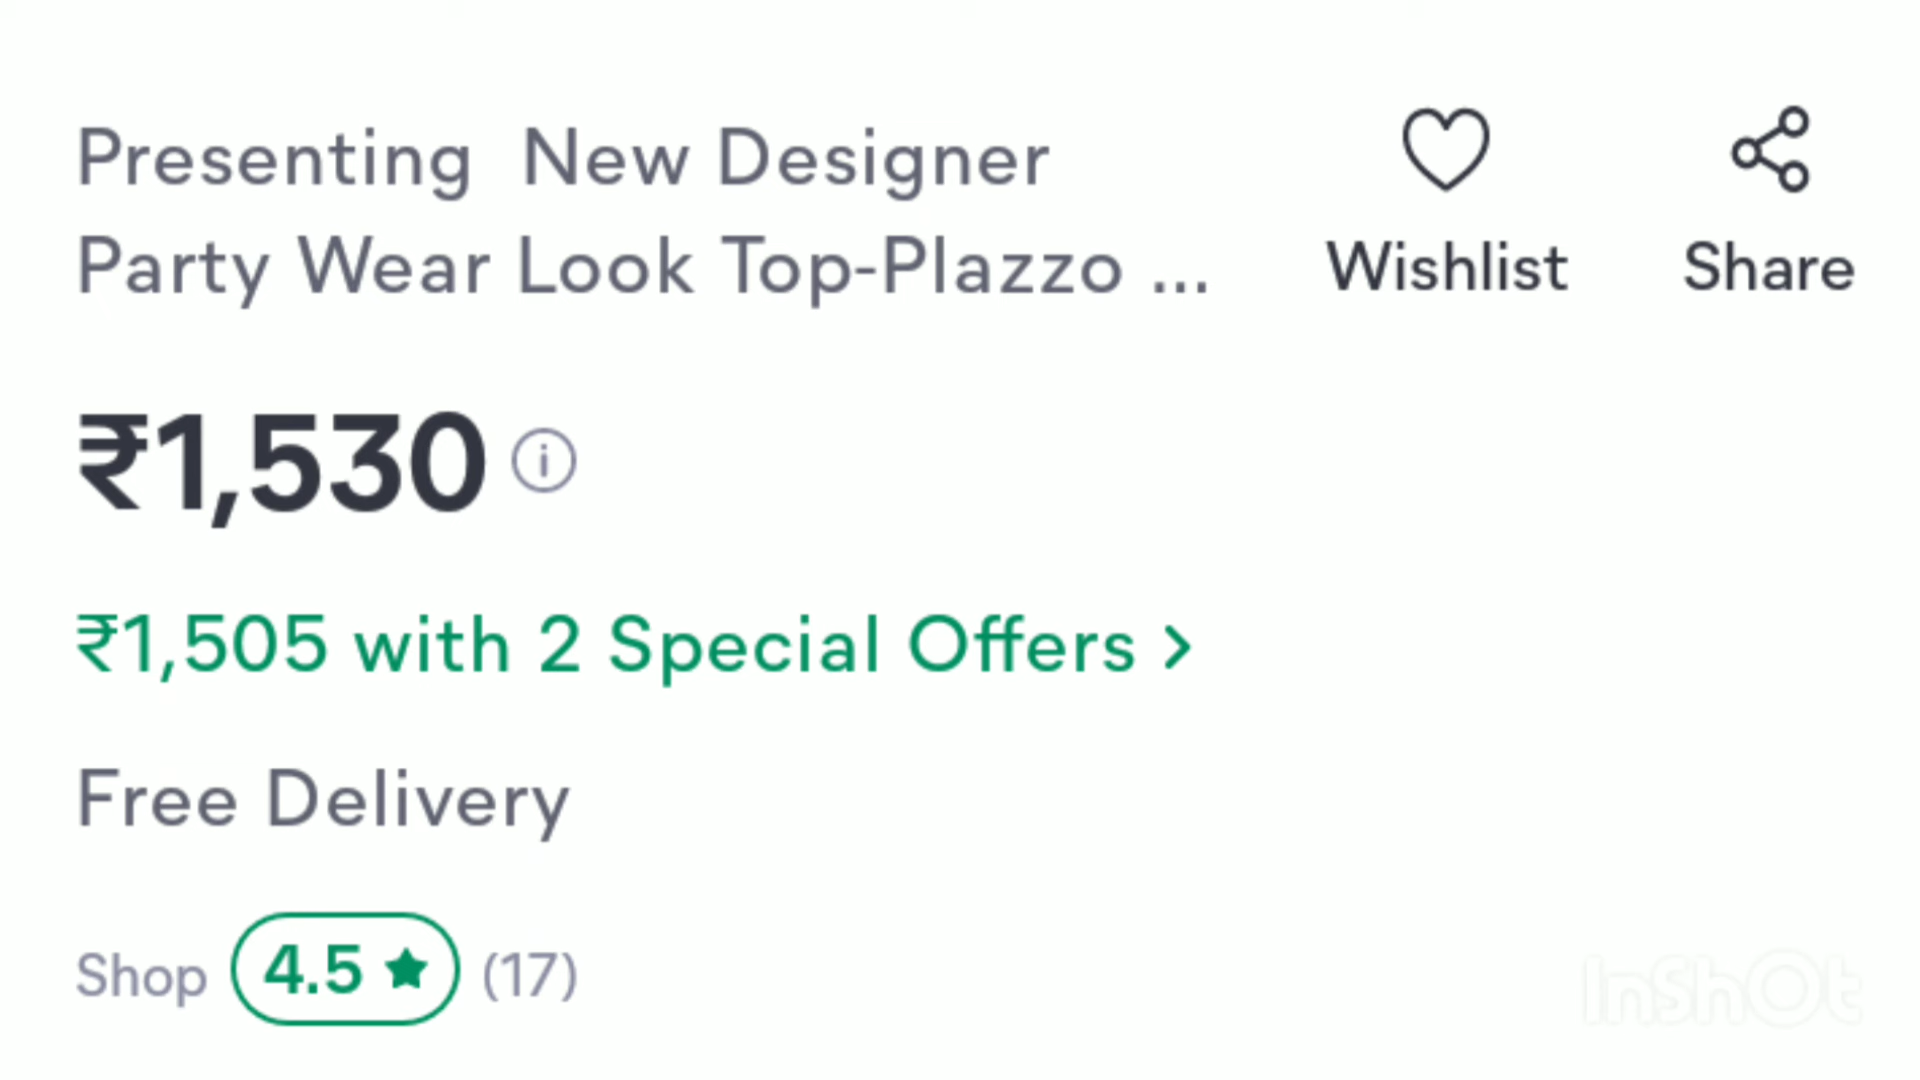 Presenting  New Designer
Party Wear Look Top-Plazzo ...
Wishlist
Share
₹1,530
₹1,505 with 2 Special Offers >
Free Delivery
Shop 4.5 ★ (17)
InShOt